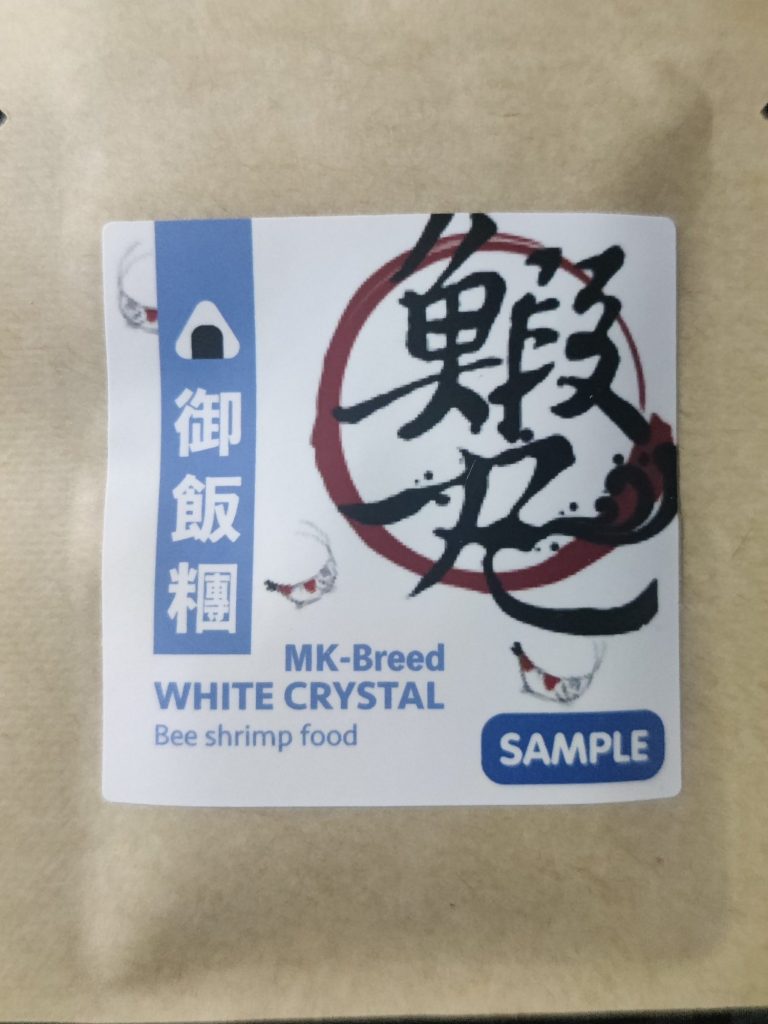 鰕
丸
御
飯
糰
MK-Breed
WHITE CRYSTAL
Bee shrimp food
SAMPLE